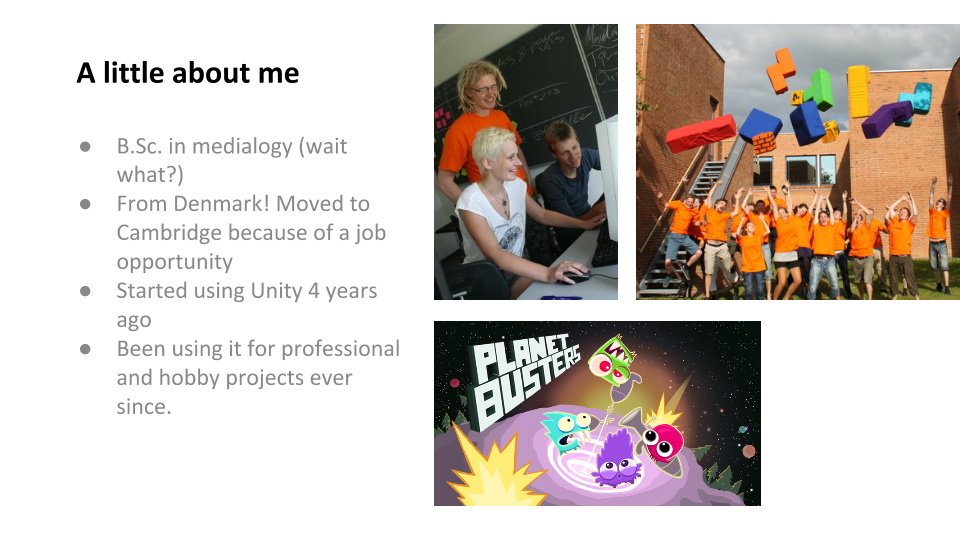 A little about me
● B.Sc. in medialogy (wait
what?)
● From Denmark! Moved to
Cambridge because of a job
opportunity
● Started using Unity 4 years
ago
● Been using it for professional
and hobby projects ever
since.
PLANET
BUSTERS